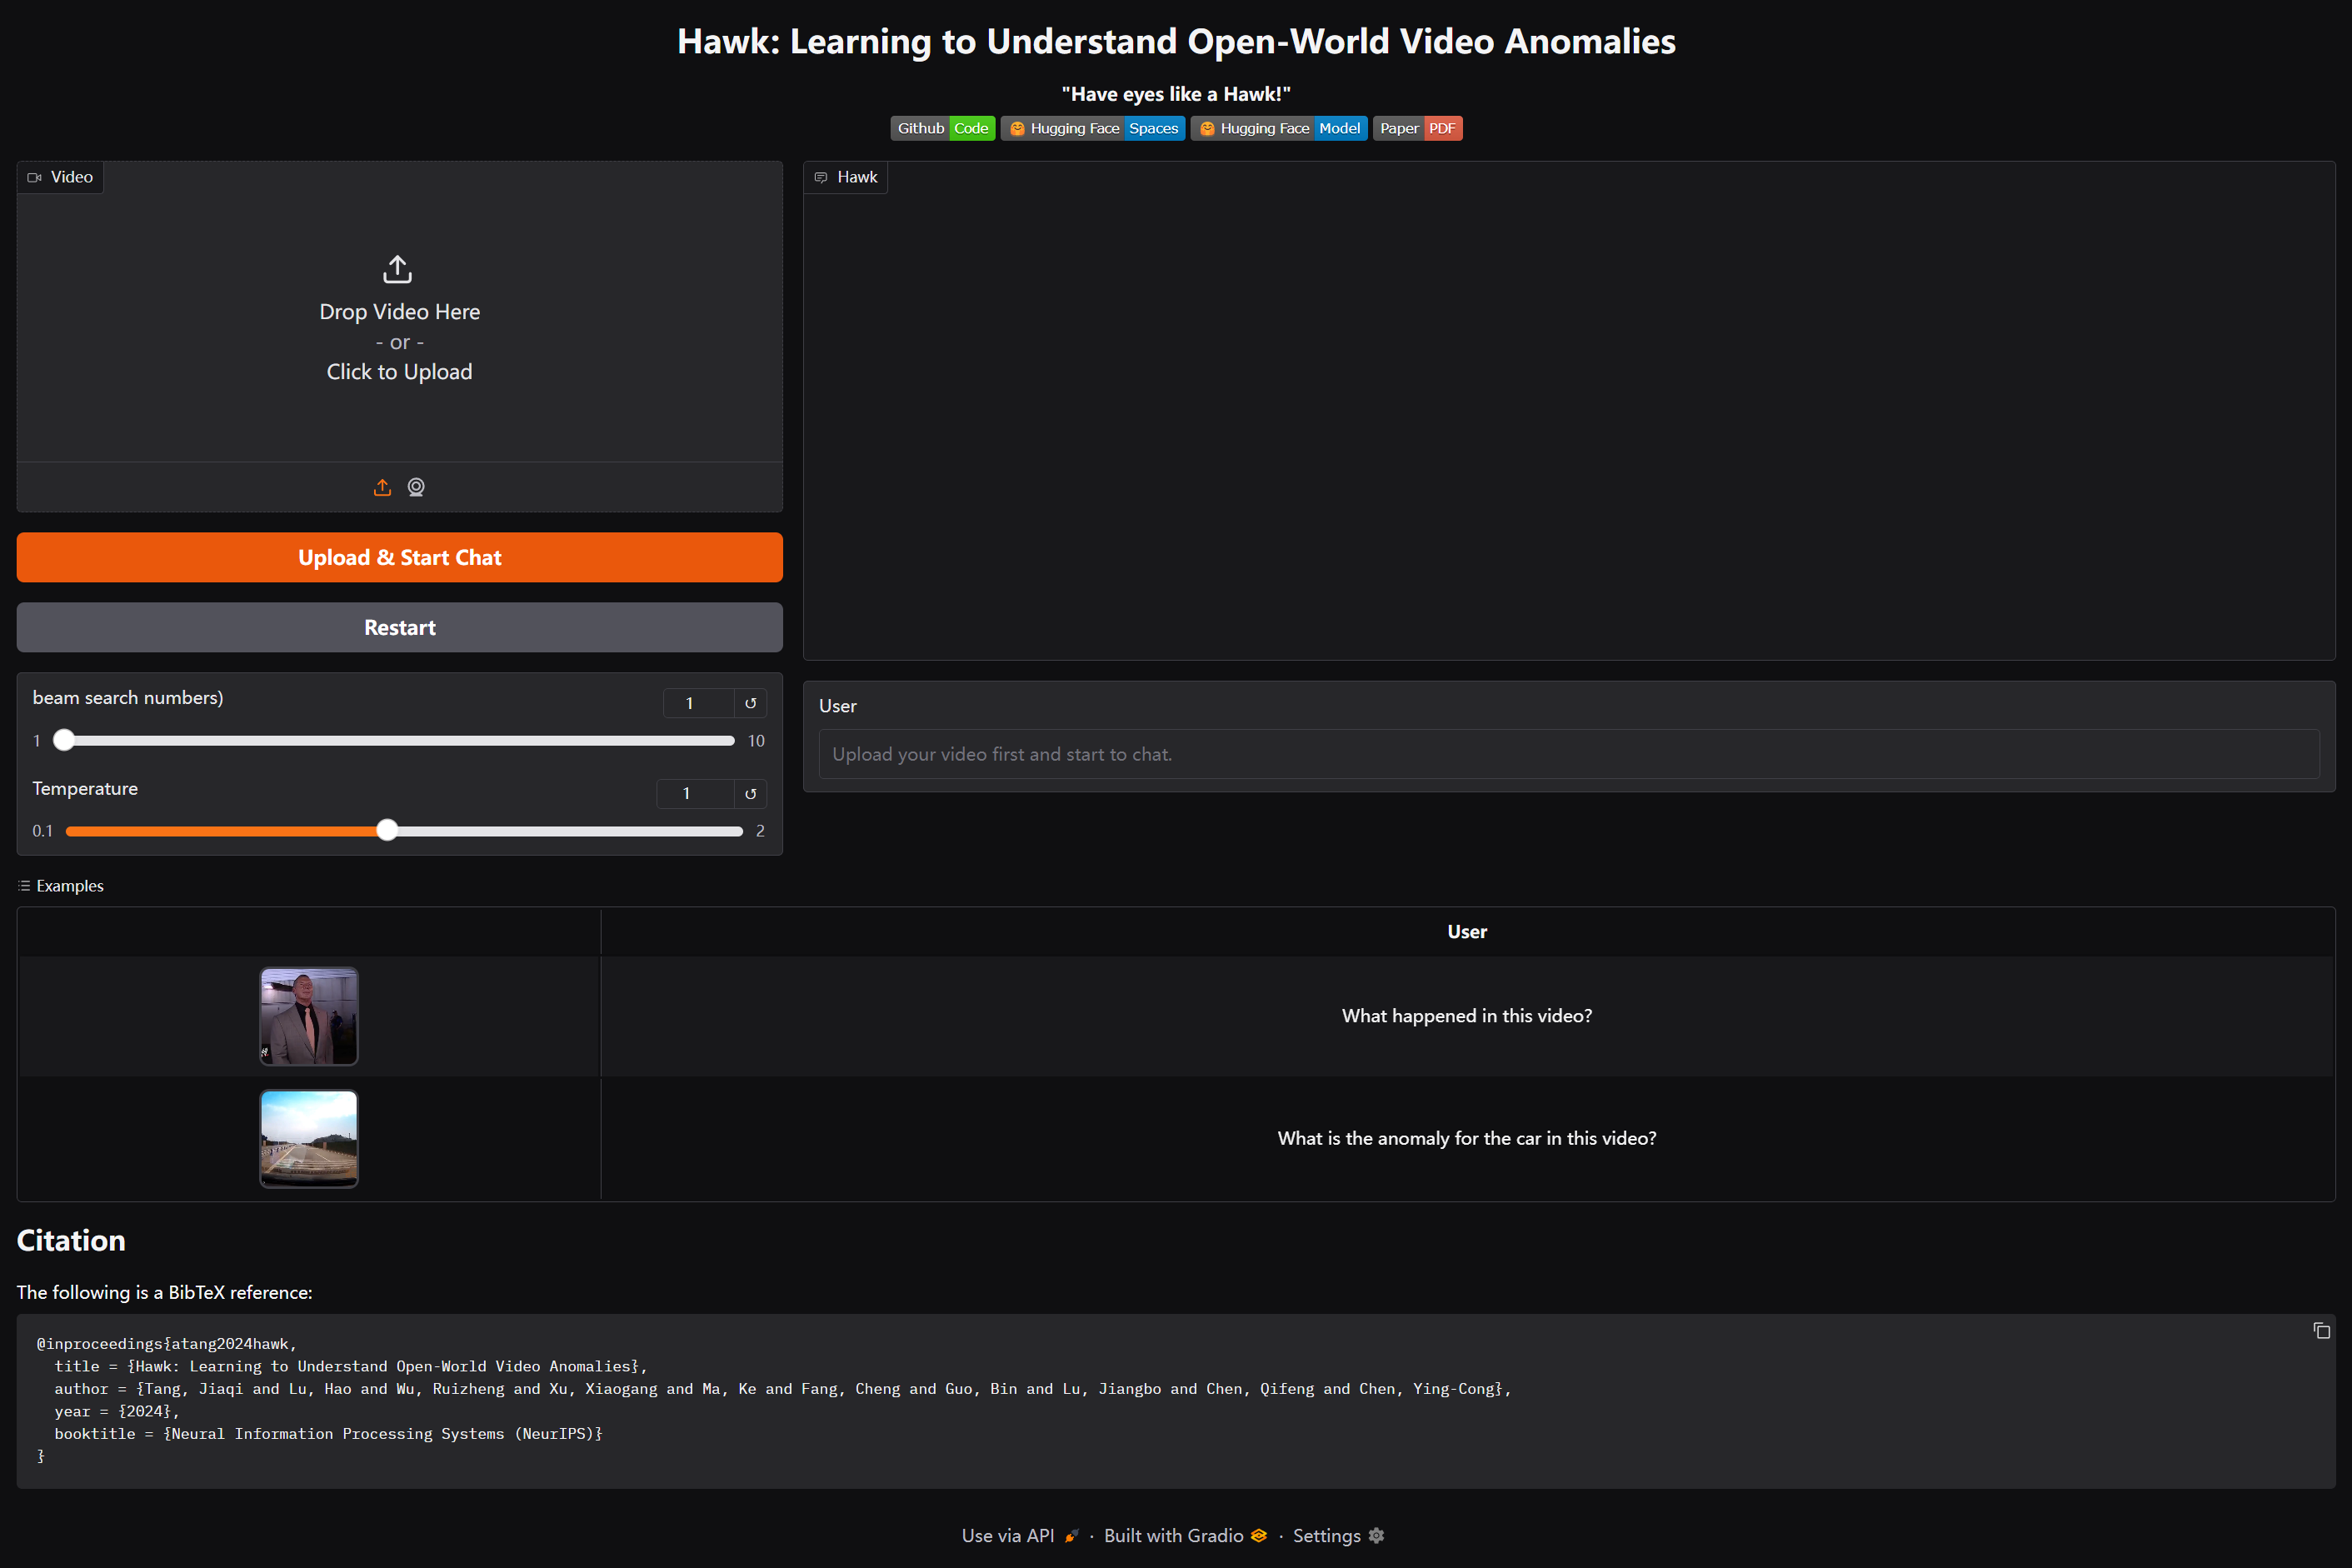 Hawk: Learning to Understand Open-World Video Anomalies
"Have eyes like a Hawk!"
Github Code Hugging Face Spaces Hugging Face Model Paper PDF
Video
Drop Video Here
- or -
Click to Upload
Upload & Start Chat
Restart
beam search numbers)
1
1
10
Temperature
1
0.1
2
Hawk
User
Upload your video first and start to chat.
Examples
User
What happened in this video?
What is the anomaly for the car in this video?
Citation
The following is a BibTeX reference:
@inproceedings{atang2024hawk,
title = {Hawk: Learning to Understand Open-World Video Anomalies},
author = {Tang, Jiaqi and Lu, Hao and Wu, Ruizheng and Xu, Xiaogang and Ma, Ke and Fang, Cheng and Guo, Bin and Lu, Jiangbo and Chen, Qifeng and Chen, Ying-Cong},
year = {2024},
booktitle = {Neural Information Processing Systems (NeurIPS)}
}
Use via API · Built with Gradio · Settings